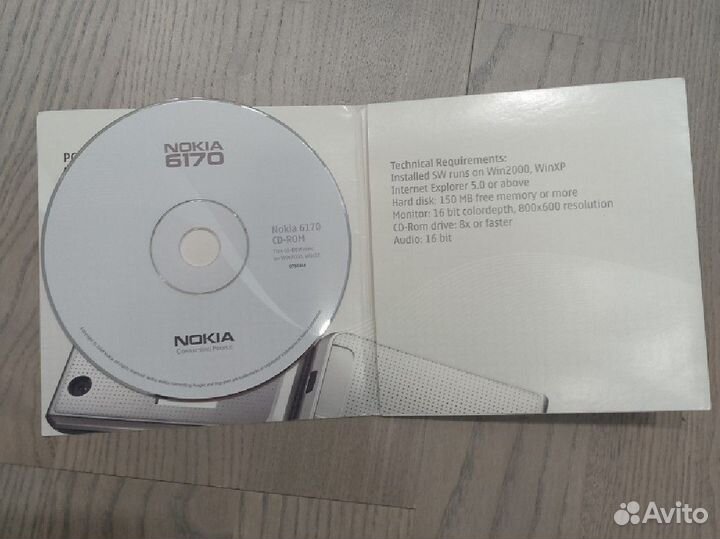 NOKIA
6170
Nokia 6170
CD-ROM
NOKIA
CONNECTING PEOPLE
Technical Requirements:
Installed SW runs on Win2000, WinXP
Internet Explorer 5.0 or above
Hard disk: 150 MB free memory or more
Monitor: 16 bit colordepth, 800x600 resolution
CD-Rom drive: 8x or faster
Audio: 16 bit
Avito